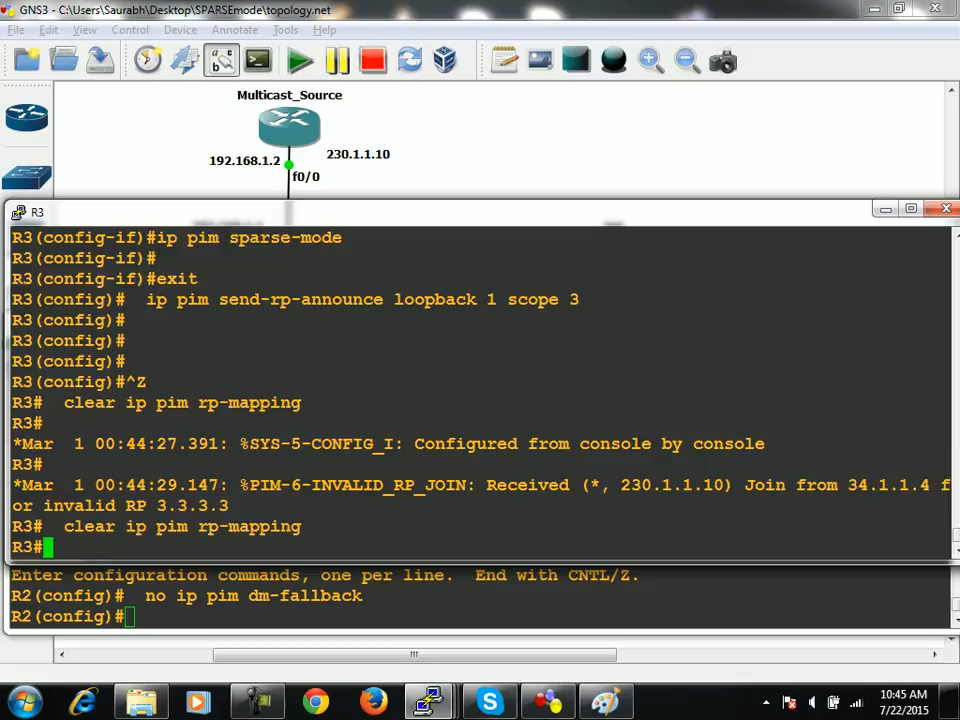 GNS3 - C:\Users\Saurabh\Desktop\SPARSEmode\topology.net
File Edit View Control Device Annotate Tools Help
Multicast_Source
192.168.1.2
230.1.1.10
f0/0
R3
R3(config-if)#ip pim sparse-mode
R3(config-if)#
R3(config-if)#exit
R3(config)#  ip pim send-rp-announce loopback 1 scope 3
R3(config)#
R3(config)#
R3(config)#
R3(config)#^Z
R3#  clear ip pim rp-mapping
R3#
*Mar  1 00:44:27.391: %SYS-5-CONFIG_I: Configured from console by console
R3#
*Mar  1 00:44:29.147: %PIM-6-INVALID_RP_JOIN: Received (*, 230.1.1.10) Join from 34.1.1.4 f
or invalid RP 3.3.3.3
R3#  clear ip pim rp-mapping
R3#
Enter configuration commands, one per line.  End with CNTL/Z.
R2(config)#  no ip pim dm-fallback
R2(config)#
10:45 AM
7/22/2015